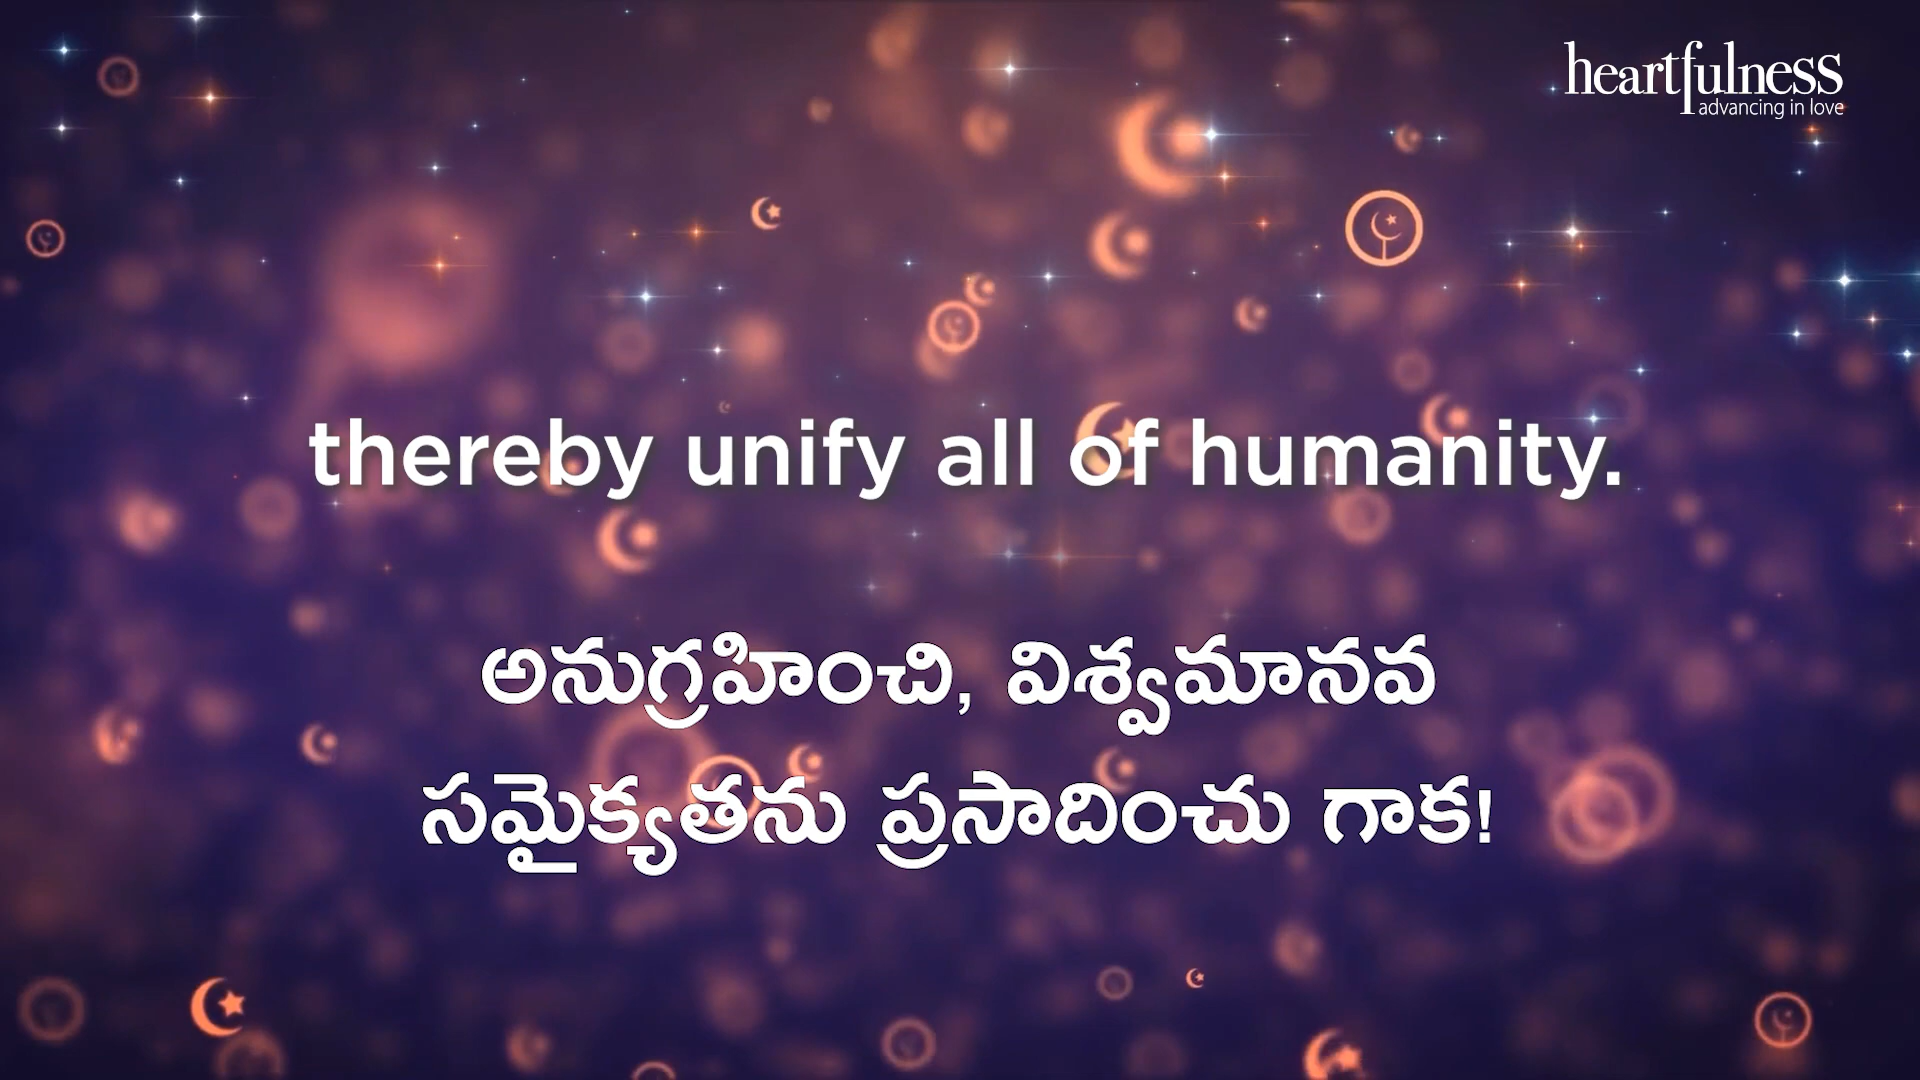 heartfulness
advancing in love
thereby unify all of humanity.
అనుగ్రహించి, విశ్వమానవ
సమైక్యతను ప్రసాదించు గాక!